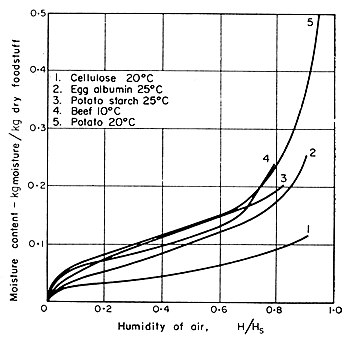 Moisture content - kg moisture/kg dry foodstuff
0·5
0·4
0·3
0·2
0·1
0
1. Cellulose 20°C
2. Egg albumin 25°C
3. Potato starch 25°C
4. Beef 10°C
5. Potato 20°C
5
4
2
3
1
0 0·2 0·4 0·6 0·8 1·0
Humidity of air, H/Hs